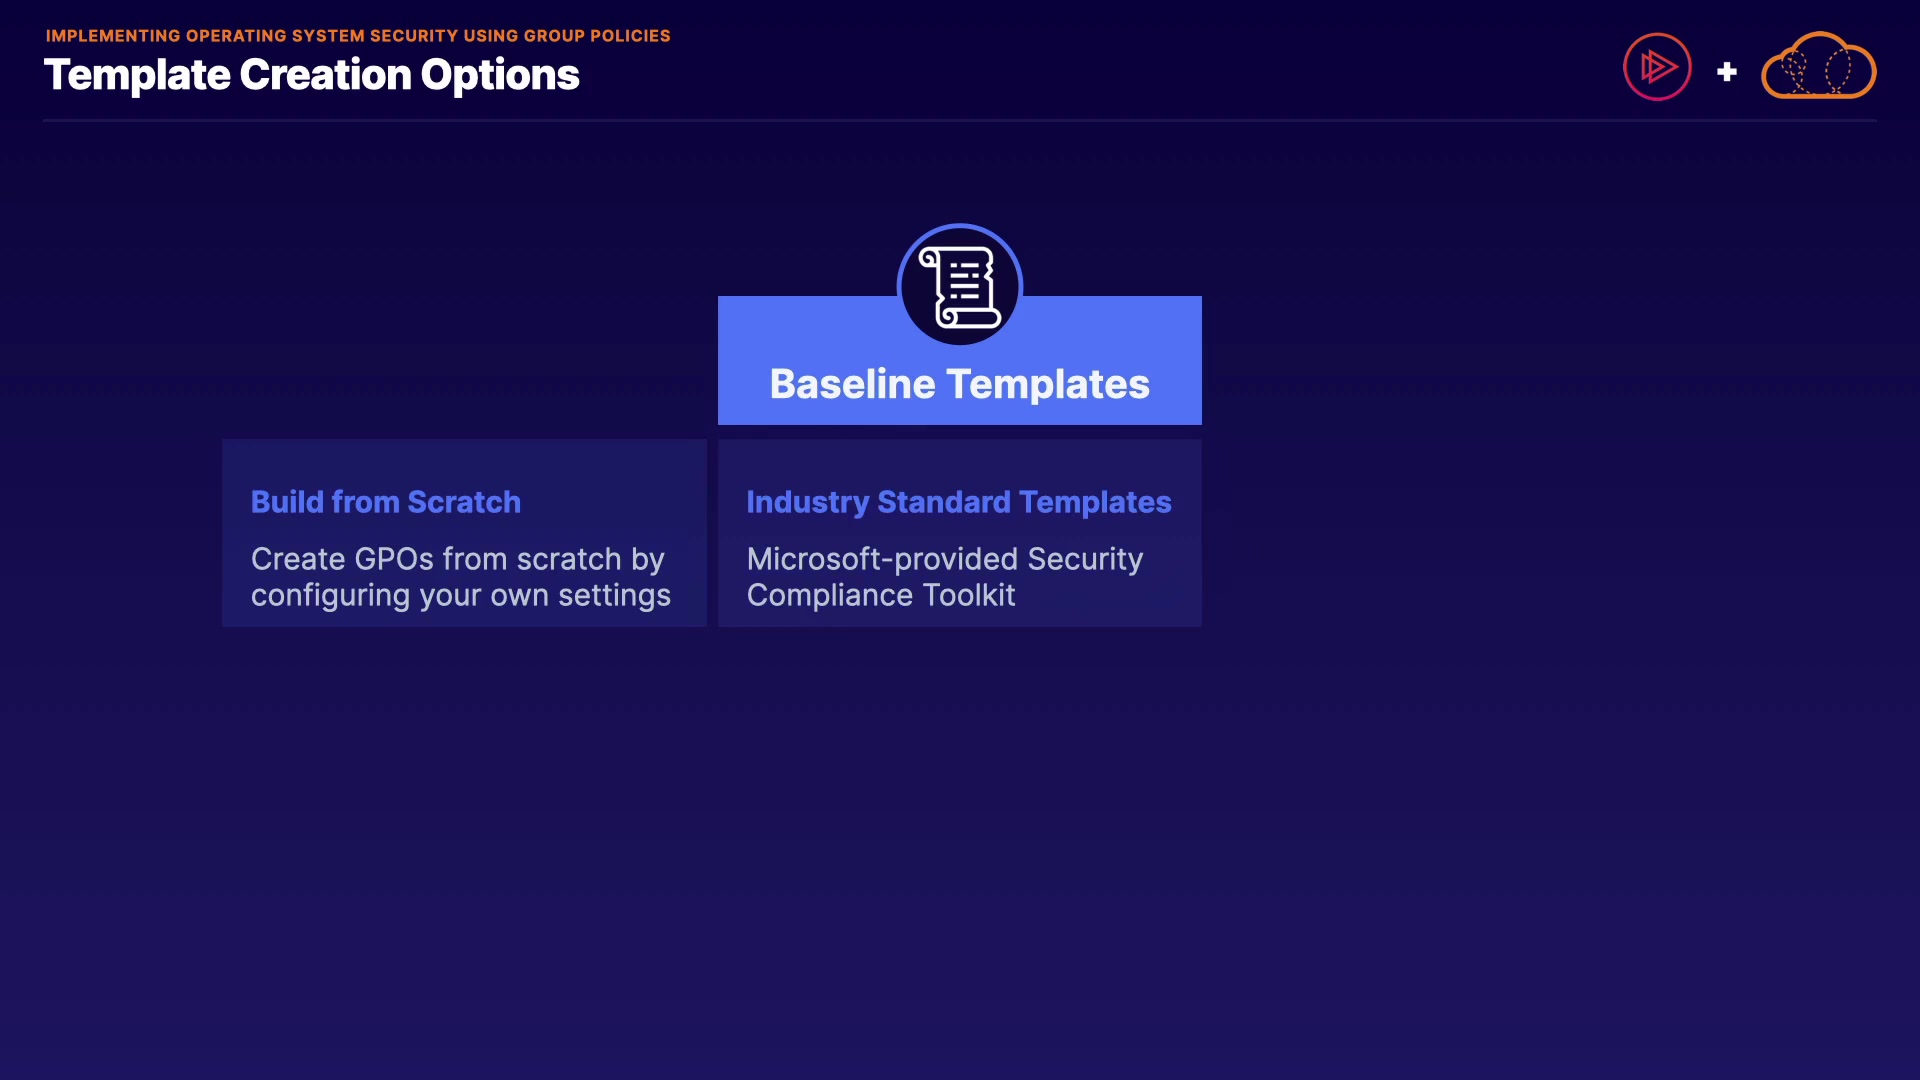 IMPLEMENTING OPERATING SYSTEM SECURITY USING GROUP POLICIES
Template Creation Options
+
Baseline Templates
Build from Scratch
Create GPOs from scratch by
configuring your own settings
Industry Standard Templates
Microsoft-provided Security
Compliance Toolkit